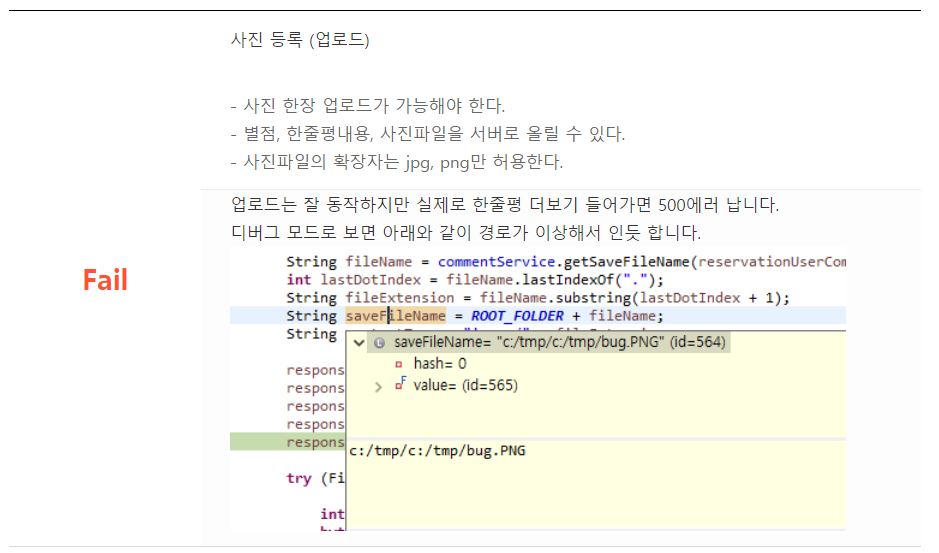 사진 등록 (업로드)
- 사진 한장 업로드가 가능해야 한다.
- 별점, 한줄평내용, 사진파일을 서버로 올릴 수 있다.
- 사진파일의 확장자는 jpg, png만 허용한다.
Fail
업로드는 잘 동작하지만 실제로 한줄평 더보기 들어가면 500에러 납니다.
디버그 모드로 보면 아래와 같이 경로가 이상해서 인듯 합니다.
String fileName = commentService.getSaveFileName(reservationUserCom
int lastDotIndex = fileName.lastIndexOf(".");
String fileExtension = fileName.substring(lastDotIndex + 1);
String saveFileName = ROOT_FOLDER + fileName;
String
saveFileName= "c:/tmp/c:/tmp/bug.PNG" (id=564)
hash= 0
value= (id=565)
respons
respons
respons
respons
respons
c:/tmp/c:/tmp/bug.PNG
try (Fi
int